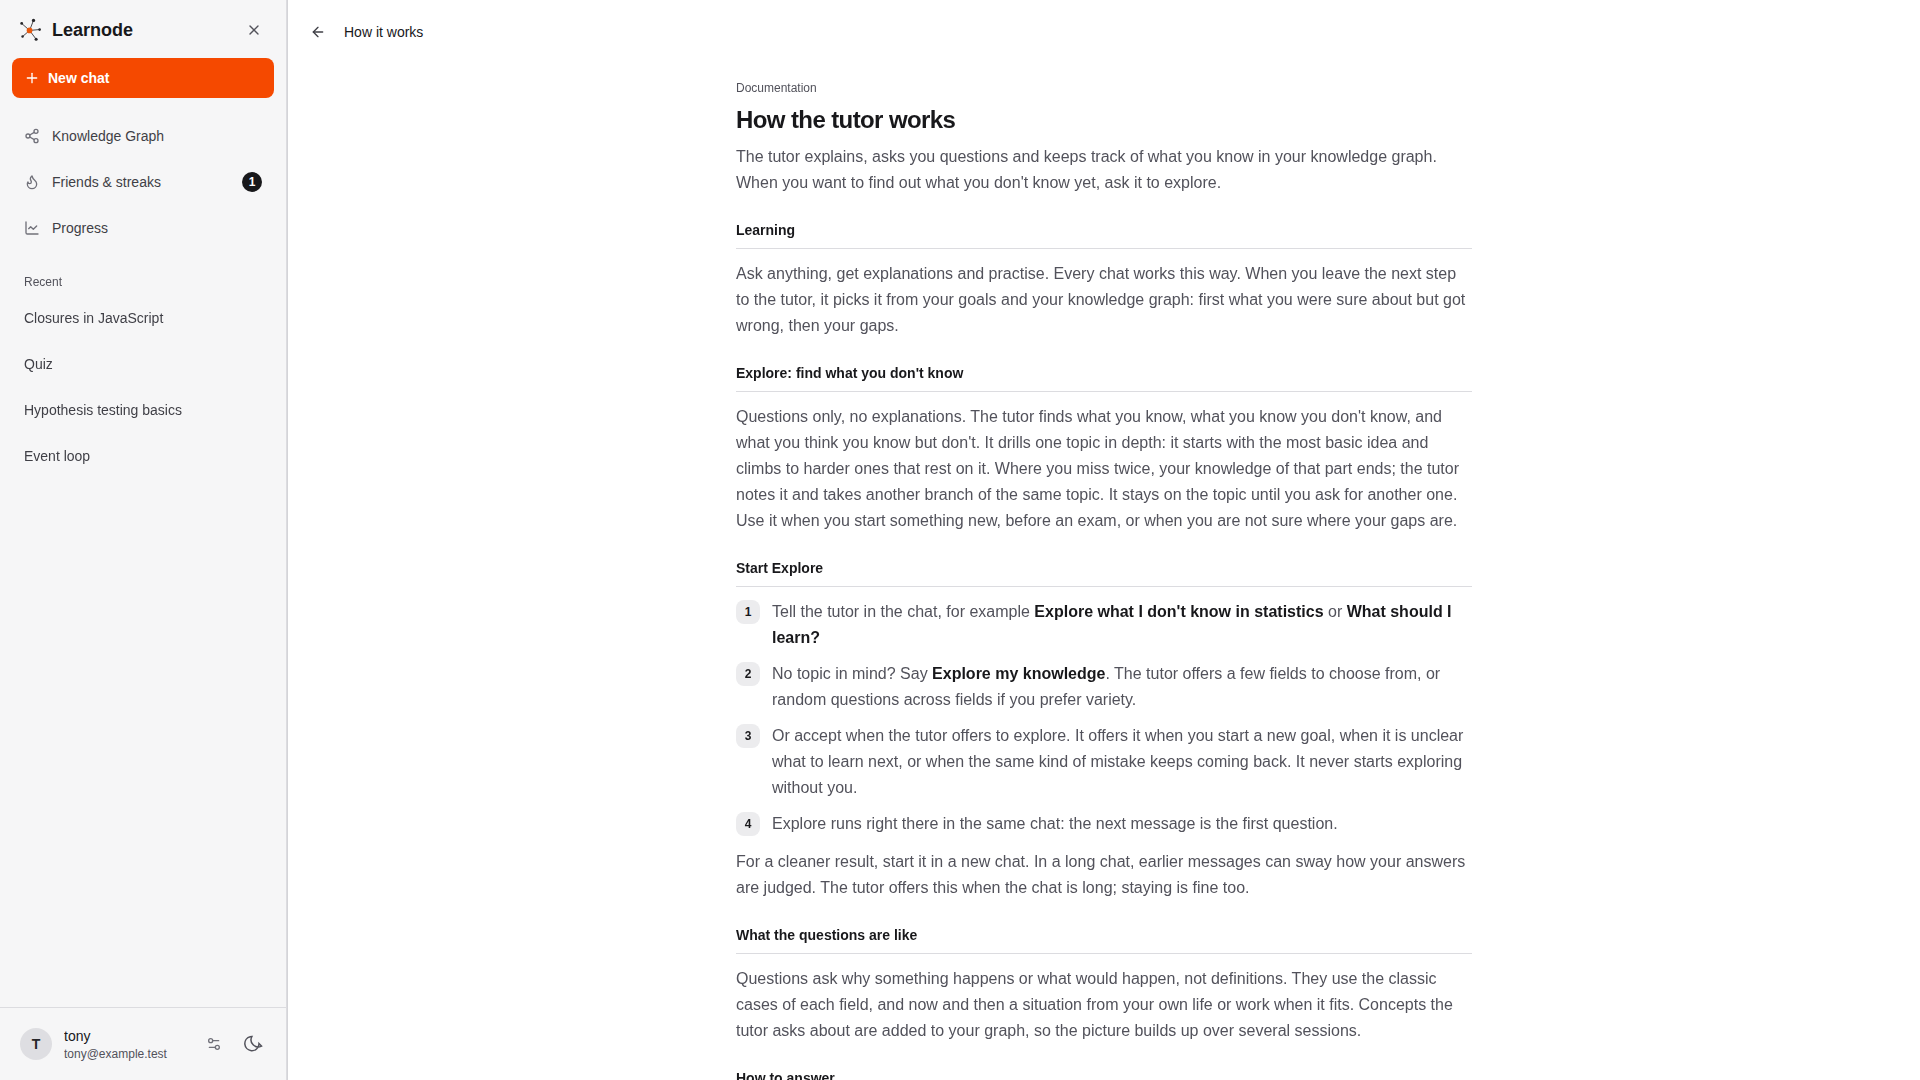 Learnode
New chat
Knowledge Graph
Friends & streaks
1
Progress
Recent
Closures in JavaScript
Quiz
Hypothesis testing basics
Event loop
T
tony
tony@example.test
How it works
Documentation
How the tutor works
The tutor explains, asks you questions and keeps track of what you know in your knowledge graph.
When you want to find out what you don't know yet, ask it to explore.
Learning
Ask anything, get explanations and practise. Every chat works this way. When you leave the next step
to the tutor, it picks it from your goals and your knowledge graph: first what you were sure about but got
wrong, then your gaps.
Explore: find what you don't know
Questions only, no explanations. The tutor finds what you know, what you know you don't know, and
what you think you know but don't. It drills one topic in depth: it starts with the most basic idea and
climbs to harder ones that rest on it. Where you miss twice, your knowledge of that part ends; the tutor
notes it and takes another branch of the same topic. It stays on the topic until you ask for another one.
Use it when you start something new, before an exam, or when you are not sure where your gaps are.
Start Explore
1 Tell the tutor in the chat, for example Explore what I don't know in statistics or What should I
learn?
2 No topic in mind? Say Explore my knowledge. The tutor offers a few fields to choose from, or
random questions across fields if you prefer variety.
3 Or accept when the tutor offers to explore. It offers it when you start a new goal, when it is unclear
what to learn next, or when the same kind of mistake keeps coming back. It never starts exploring
without you.
4 Explore runs right there in the same chat: the next message is the first question.
For a cleaner result, start it in a new chat. In a long chat, earlier messages can sway how your answers
are judged. The tutor offers this when the chat is long; staying is fine too.
What the questions are like
Questions ask why something happens or what would happen, not definitions. They use the classic
cases of each field, and now and then a situation from your own life or work when it fits. Concepts the
tutor asks about are added to your graph, so the picture builds up over several sessions.
How to answer